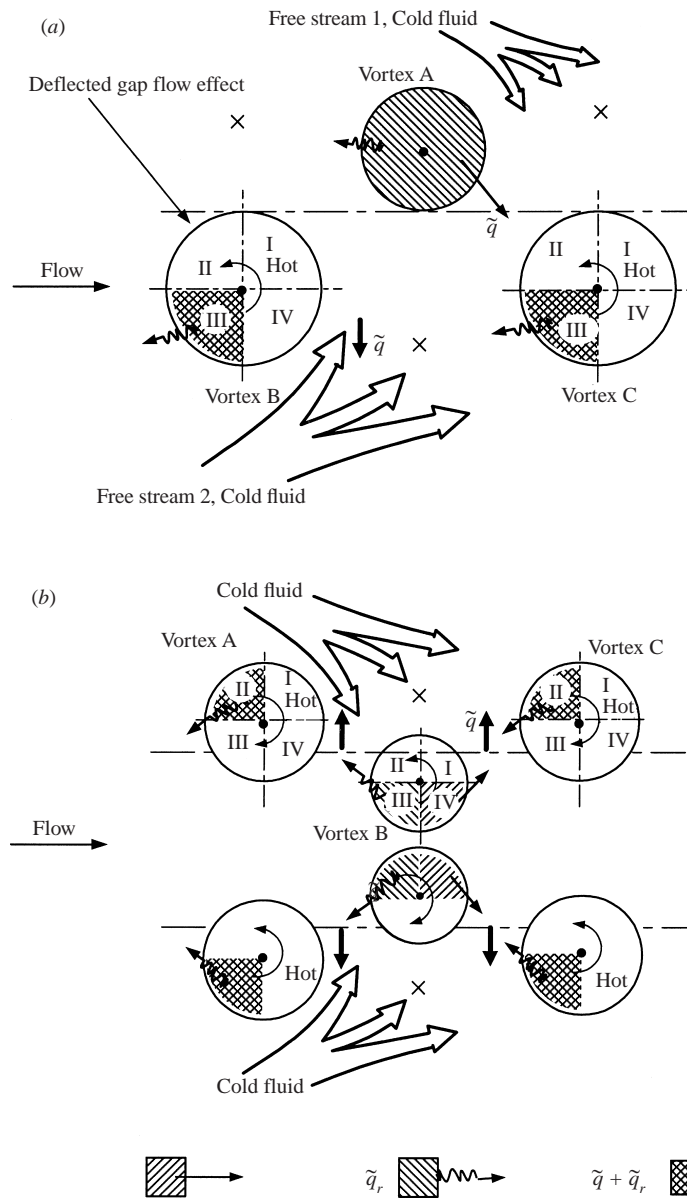 (a)
Free stream 1, Cold fluid
Vortex A
Deflected gap flow effect
q̃
II I
Hot
II I
Hot
Flow
III IV
III IV
q̃
Vortex B
Vortex C
Free stream 2, Cold fluid
(b)
Cold fluid
Vortex A
Vortex C
II I
Hot
q̃
II I
Hot
III IV
II I
III IV
III IV
Flow
Vortex B
Hot
Hot
Cold fluid
q̃r
q̃ + q̃r